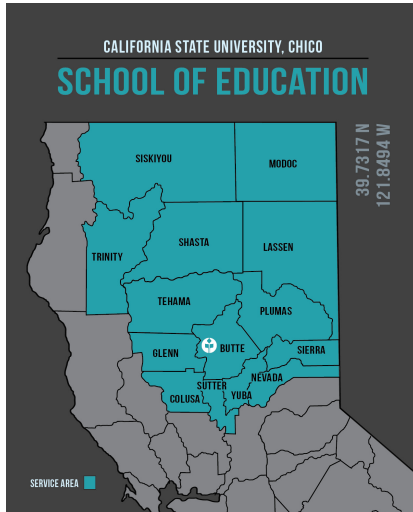 CALIFORNIA STATE UNIVERSITY, CHICO
SCHOOL OF EDUCATION
39.7317 N
121.8494 W
SISKIYOU
MODOC
SHASTA
LASSEN
TRINITY
TEHAMA
PLUMAS
GLENN
BUTTE
SIERRA
NEVADA
SUTTER
YUBA
COLUSA
SERVICE AREA